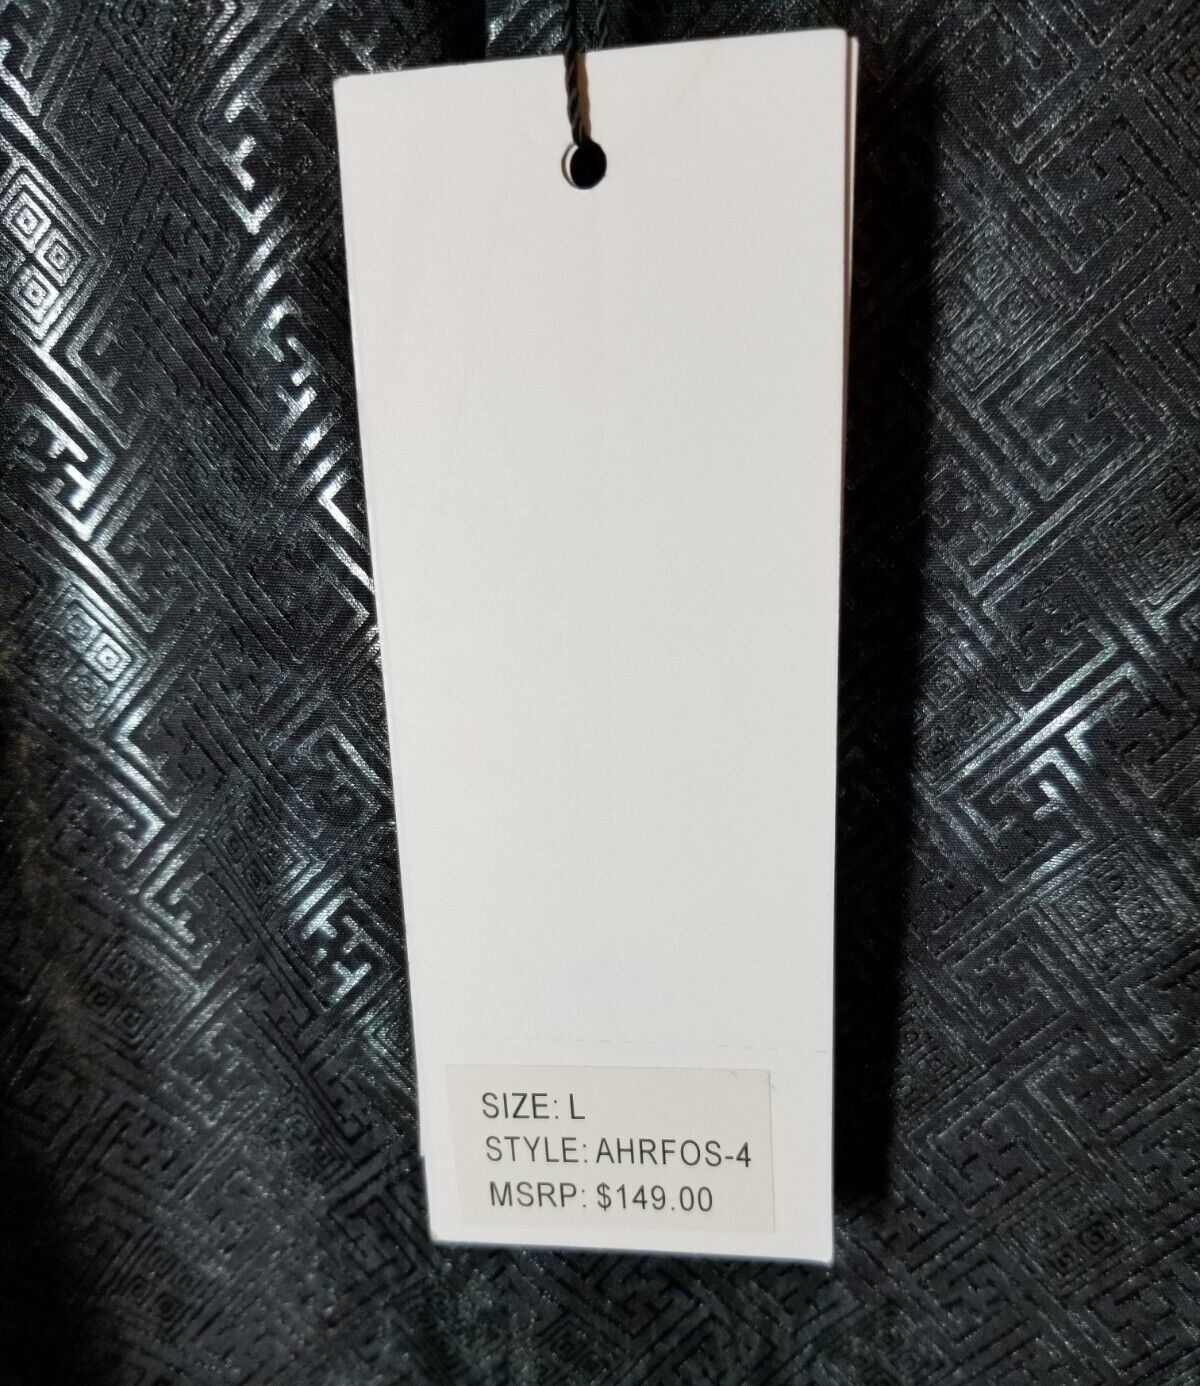 SIZE: L
STYLE: AHRFOS-4
MSRP: $149.00